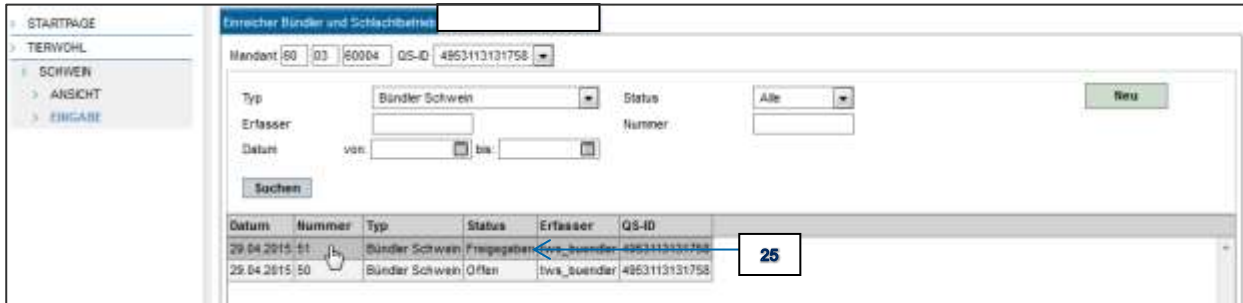 STARTPAGE
TIERWOHL
SCHWEIN
ANSICHT
EINGABE
Einreicher Bündler und Schlachtbetrieb
Mandant 60 03 60004 QS-ID 4953113131758
Typ Bündler Schwein Status Alle Neu
Erfasser Nummer
Datum von: bis:
Suchen
Datum Nummer Typ Status Erfasser QS-ID
29.04.2015 51 Bündler Schwein Freigegeben tws_buendler 4953113131758
29.04.2015 50 Bündler Schwein Offen tws_buendler 4953113131758
25